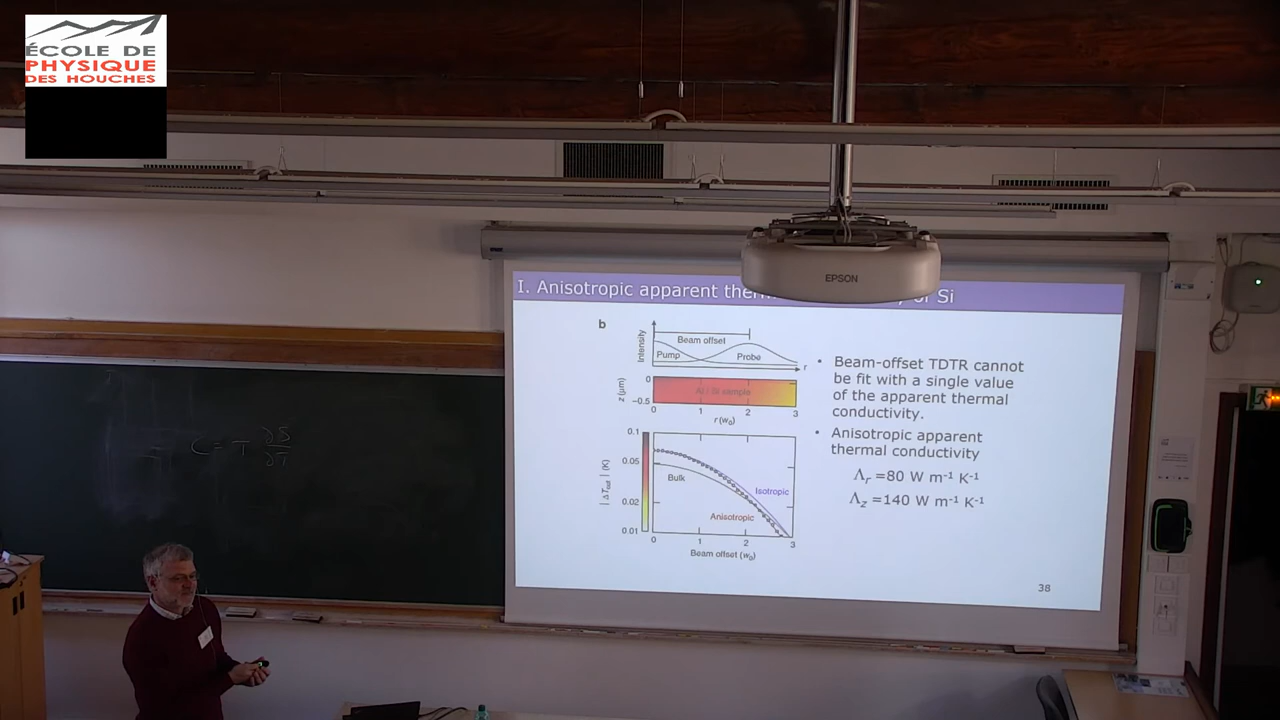 ÉCOLE DE
PHYSIQUE
DES HOUCHES
EPSON
I. Anisotropic apparent of Si
b
Intensity
Beam offset
Pump
Probe
r
z (μm)
0
−0.5
Al / Si sample
0 1 2 3
r (w₀)
0.1
0.05
0.02
0.01
Bulk
Isotropic
Anisotropic
0 1 2 3
Beam offset (w₀)
• Beam-offset TDTR cannot
be fit with a single value
of the apparent thermal
conductivity.
• Anisotropic apparent
thermal conductivity
Λr =80 W m⁻¹ K⁻¹
Λz =140 W m⁻¹ K⁻¹
38
C = T ∂S/∂T